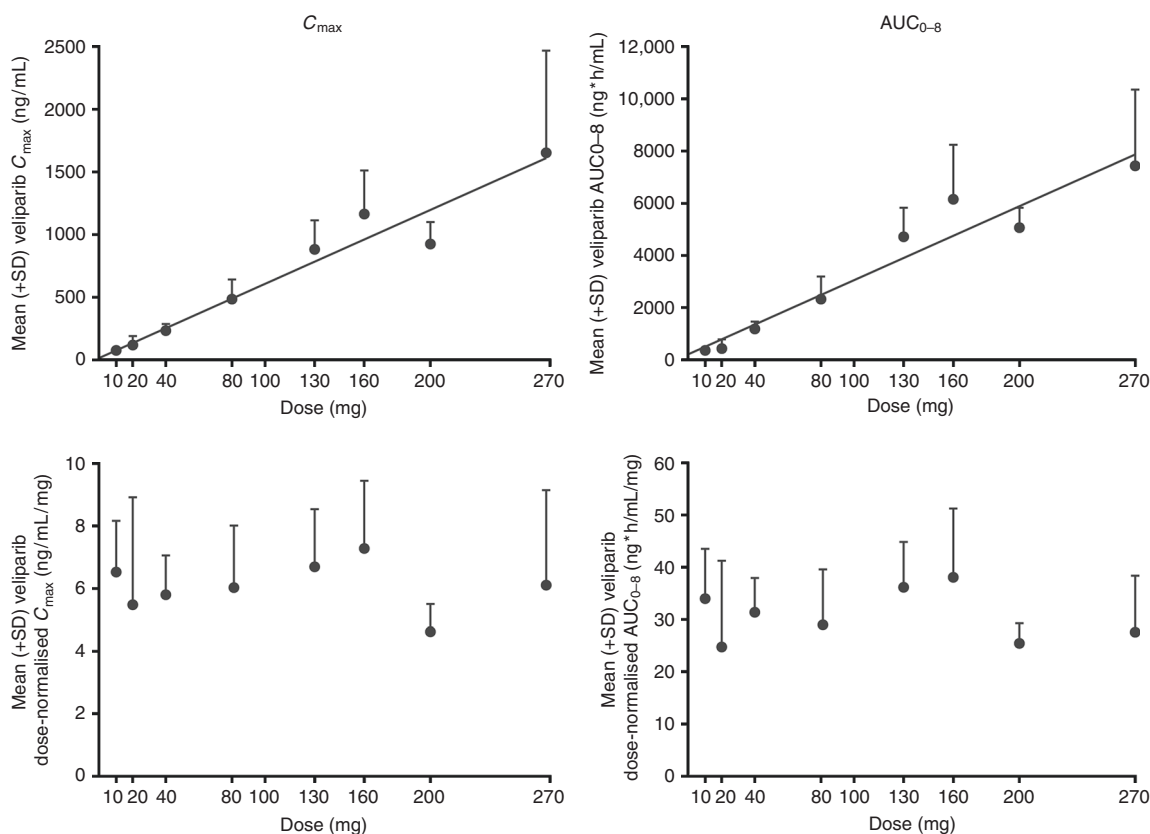 C_max
Mean (+SD) veliparib C_max (ng/mL)
2500
2000
1500
1000
500
0
10 20 40 80 100 130 160 200 270
Dose (mg)
AUC_0–8
Mean (+SD) veliparib AUC0–8 (ng*h/mL)
12,000
10,000
8000
6000
4000
2000
0
10 20 40 80 100 130 160 200 270
Dose (mg)
Mean (+SD) veliparib
dose-normalised C_max (ng/mL/mg)
10
8
6
4
2
0
10 20 40 80 100 130 160 200 270
Dose (mg)
Mean (+SD) veliparib
dose-normalised AUC_0–8 (ng*h/mL/mg)
60
50
40
30
20
10
0
10 20 40 80 100 130 160 200 270
Dose (mg)